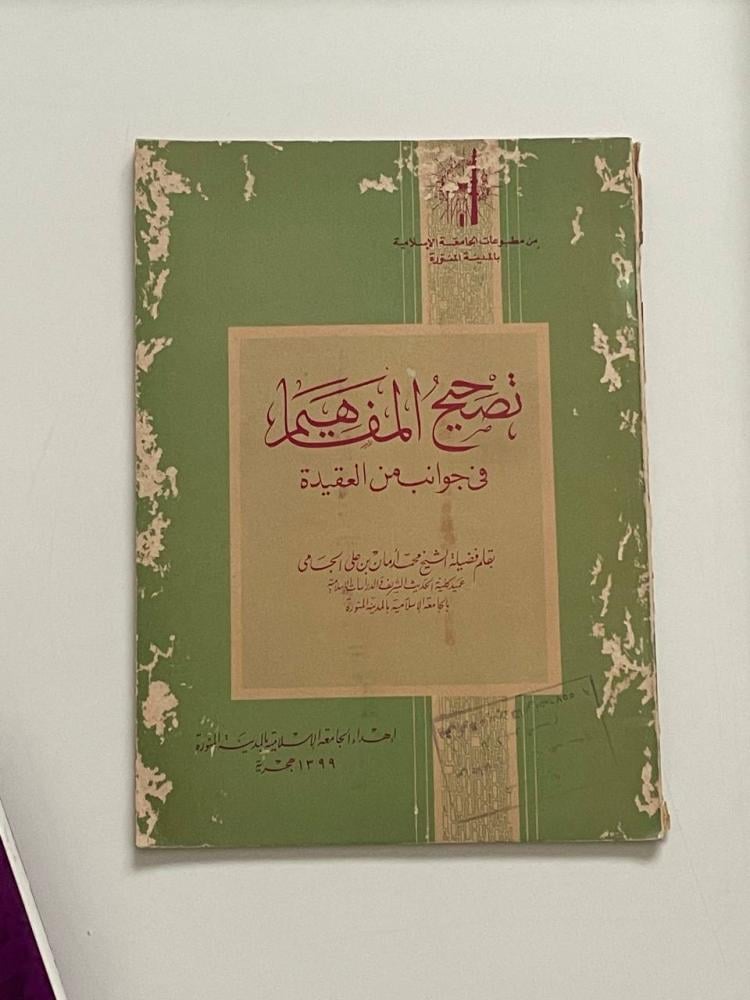 من مطبوعات الجامعة الإسلامية
بالمدينة المنورة
تصحيح المفاهيم
في جوانب من العقيدة
بقلم فضيلة الشيخ محمد أمان بن علي الجامي
عميد كلية الحديث الشريف والدراسات الإسلامية
بالجامعة الإسلامية بالمدينة المنورة
إهداء الجامعة الإسلامية بالمدينة المنورة
١٣٩٩ هجرية